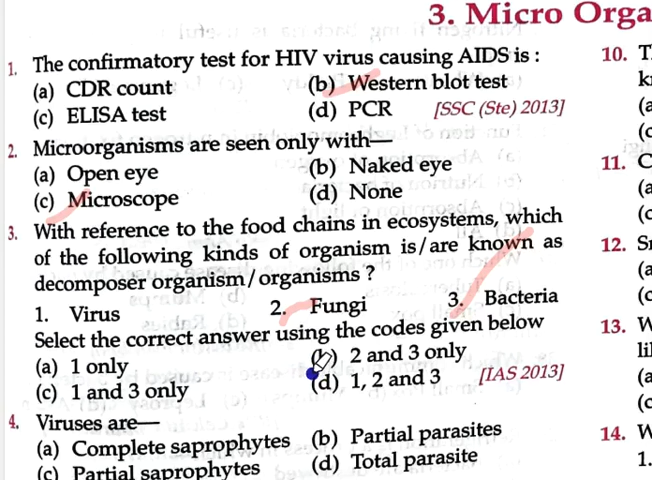 3. Micro Orga
1. The confirmatory test for HIV virus causing AIDS is :
(a) CDR count (b) Western blot test
(c) ELISA test (d) PCR [SSC (Ste) 2013]
2. Microorganisms are seen only with—
(a) Open eye (b) Naked eye
(c) Microscope (d) None
3. With reference to the food chains in ecosystems, which
of the following kinds of organism is/are known as
decomposer organism/organisms ?
1. Virus 2. Fungi 3. Bacteria
Select the correct answer using the codes given below
(a) 1 only (b) 2 and 3 only
(c) 1 and 3 only (d) 1, 2 and 3 [IAS 2013]
4. Viruses are—
(a) Complete saprophytes (b) Partial parasites
(c) Partial saprophytes (d) Total parasite
10.
(a
(c
11.
(a
(c
12.
(a
(c
13.
(a
(c
14.
1.